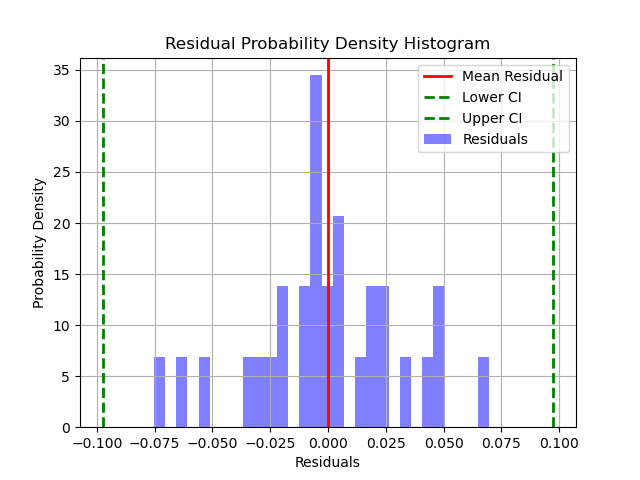 Residual Probability Density Histogram
Mean Residual
Lower CI
Upper CI
Residuals
Probability Density
35
30
25
20
15
10
5
0
−0.100 −0.075 −0.050 −0.025 0.000 0.025 0.050 0.075 0.100
Residuals